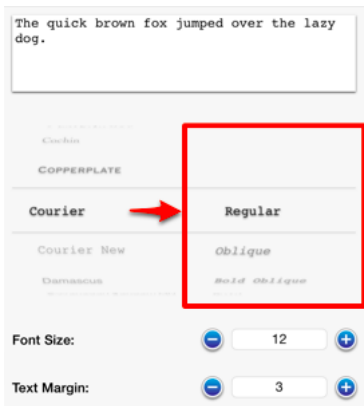 The quick brown fox jumped over the lazy
dog.
Cochin
COPPERPLATE
Courier Regular
Courier New Oblique
Damascus Bold Oblique
Font Size: 12
Text Margin: 3